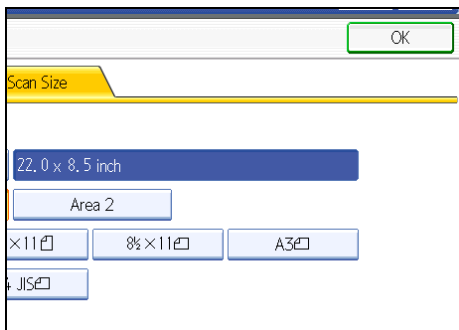 OK
Scan Size
22.0 x 8.5 inch
Area 2
×11 8½×11 A3
JIS